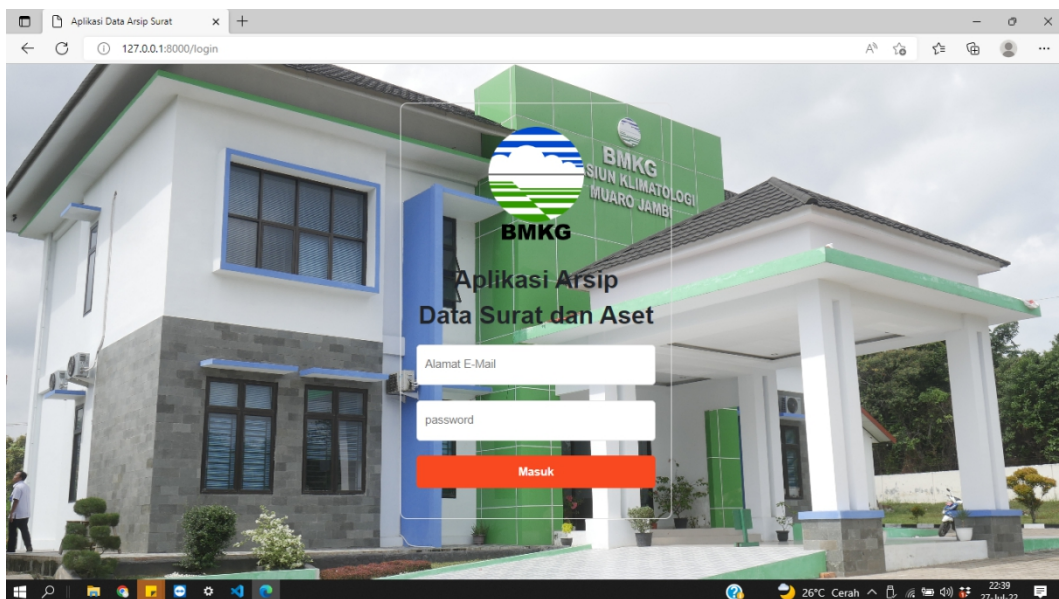 Aplikasi Data Arsip Surat
127.0.0.1:8000/login
BMKG
SIUN KLIMATOLOGI
MUARO JAMBI
BMKG
Aplikasi Arsip
Data Surat dan Aset
Alamat E-Mail
password
Masuk
26°C Cerah
22:39
27-Jul-22